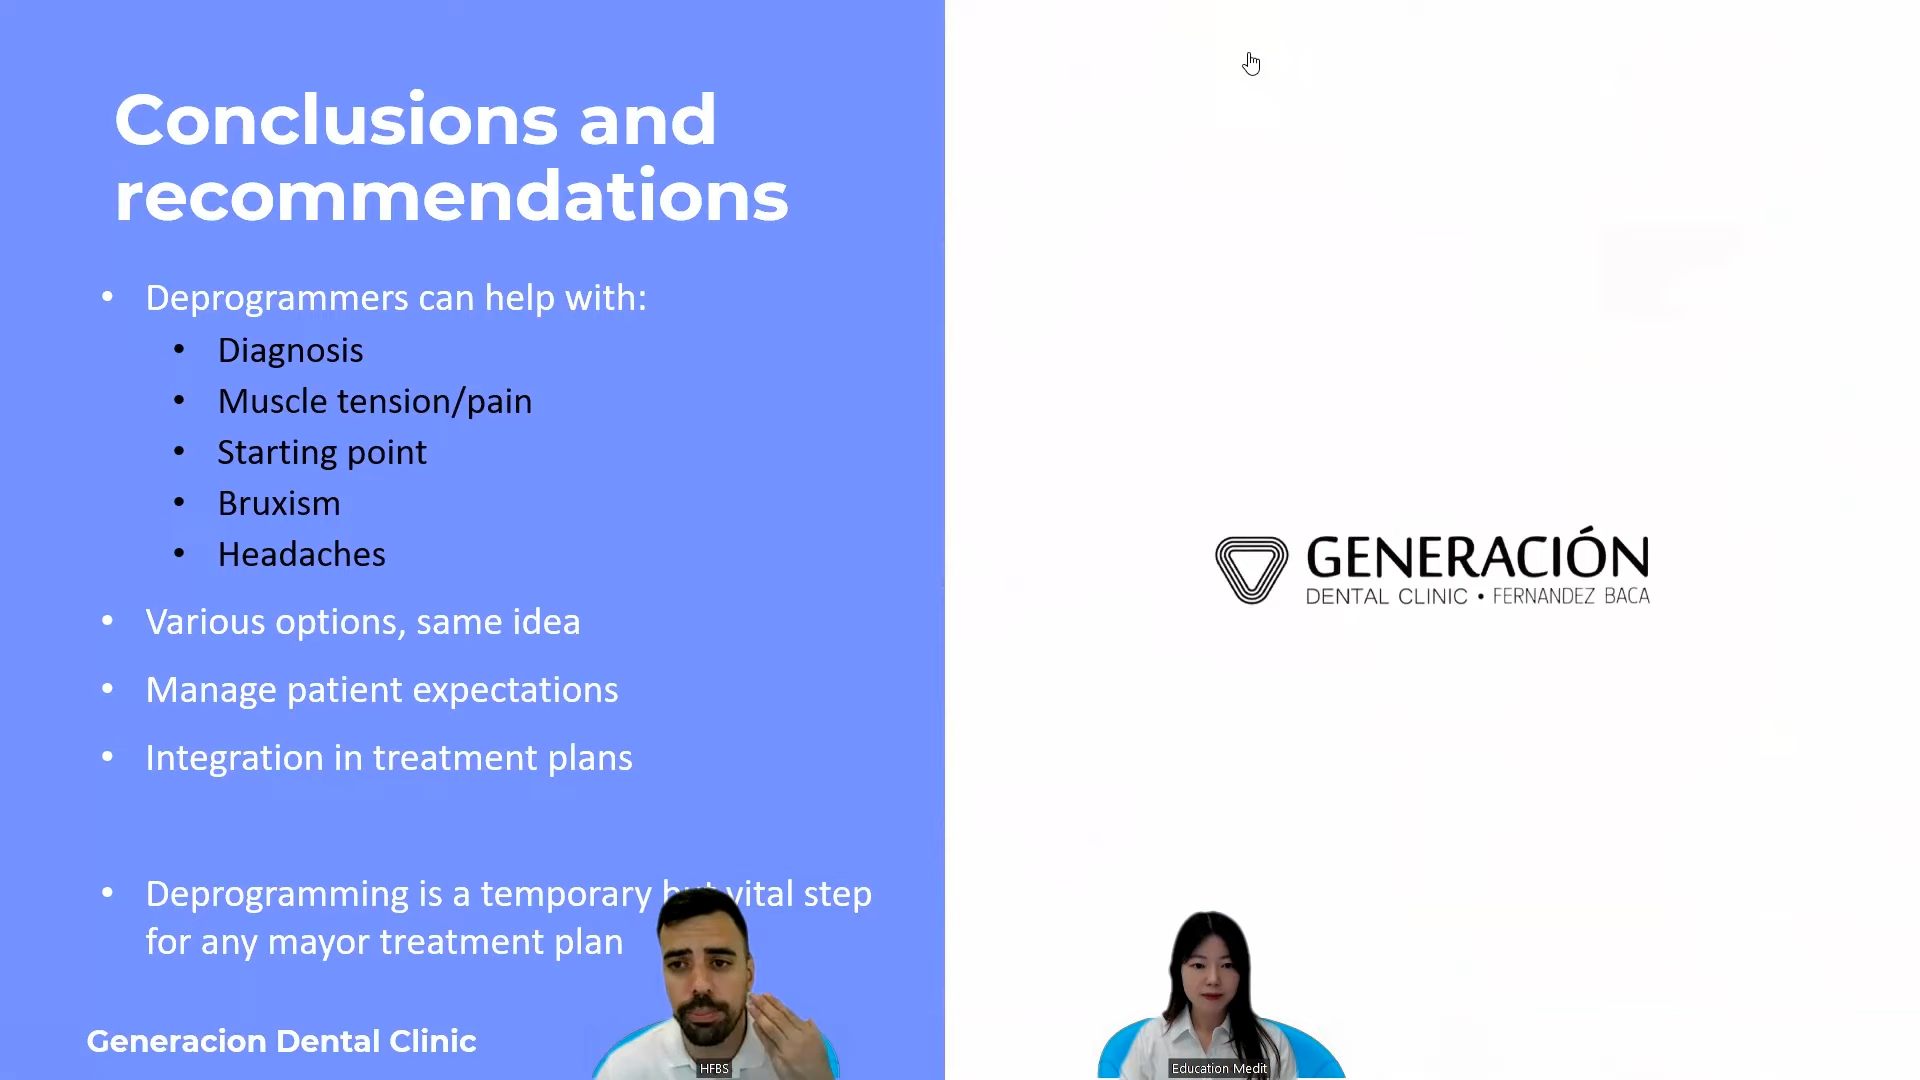 Conclusions and
recommendations
• Deprogrammers can help with:
• Diagnosis
• Muscle tension/pain
• Starting point
• Bruxism
• Headaches
• Various options, same idea
• Manage patient expectations
• Integration in treatment plans
• Deprogramming is a temporary but vital step
for any mayor treatment plan
Generacion Dental Clinic
GENERACIÓN
DENTAL CLINIC • FERNANDEZ BACA
HFBS
Education Medit